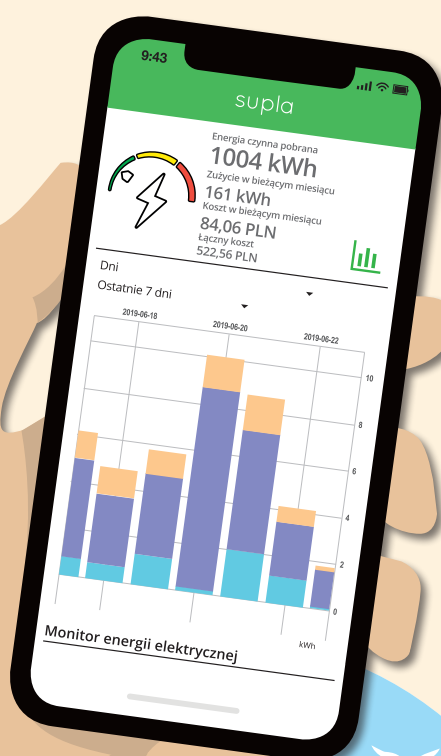 9:43
supla
Energia czynna pobrana
1004 kWh
Zużycie w bieżącym miesiącu
161 kWh
Koszt w bieżącym miesiącu
84,06 PLN
Łączny koszt
522,56 PLN
Dni
Ostatnie 7 dni
2019-06-18 2019-06-20 2019-06-22
10
8
6
4
2
0
kWh
Monitor energii elektrycznej